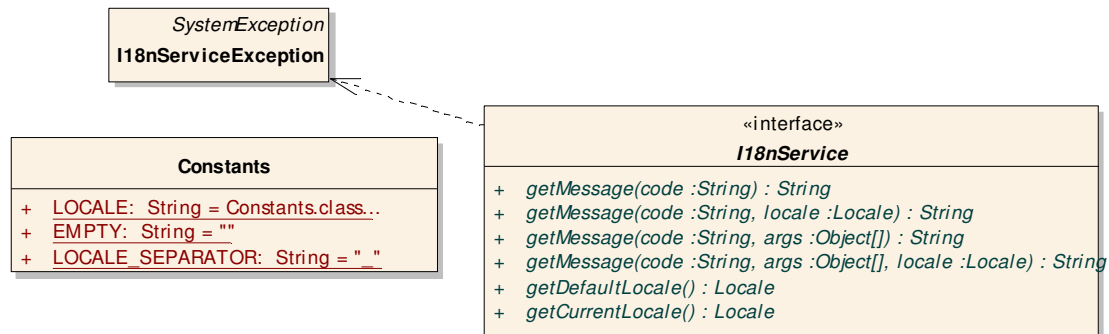 SystemException
I18nServiceException
Constants
+ LOCALE: String = Constants.class...
+ EMPTY: String = ""
+ LOCALE_SEPARATOR: String = "_"
«interface»
I18nService
+ getMessage(code :String) : String
+ getMessage(code :String, locale :Locale) : String
+ getMessage(code :String, args :Object[]) : String
+ getMessage(code :String, args :Object[], locale :Locale) : String
+ getDefaultLocale() : Locale
+ getCurrentLocale() : Locale